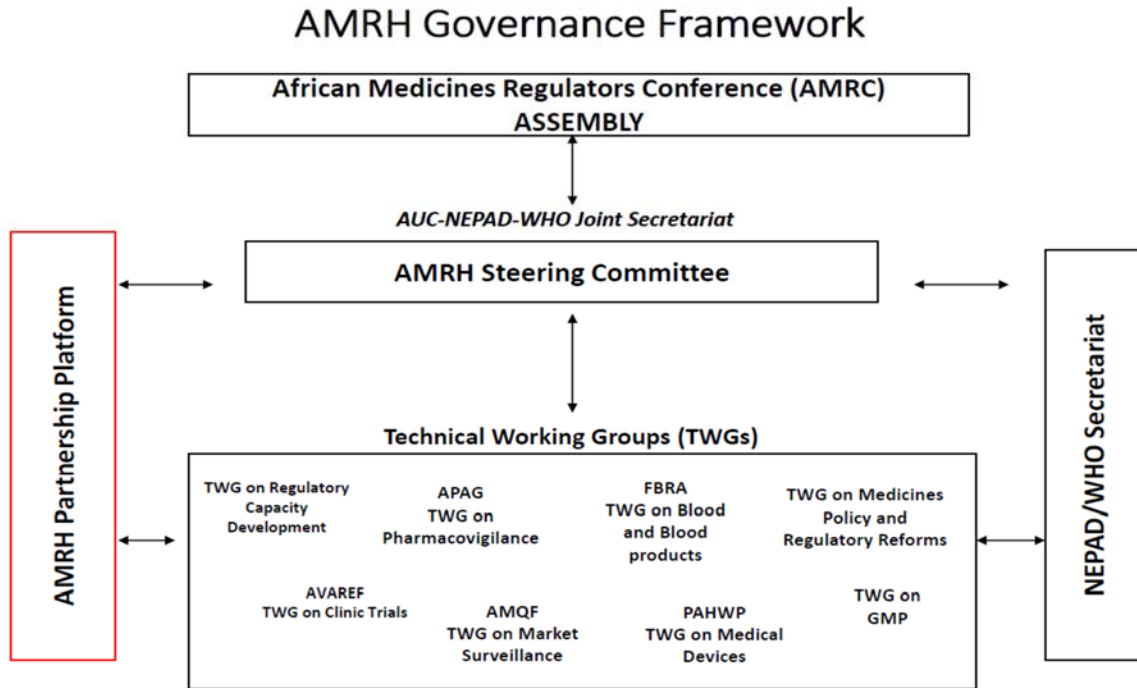 AMRH Governance Framework
African Medicines Regulators Conference (AMRC)
ASSEMBLY
AUC-NEPAD-WHO Joint Secretariat
AMRH Steering Committee
AMRH Partnership Platform
NEPAD/WHO Secretariat
Technical Working Groups (TWGs)
TWG on Regulatory
Capacity
Development
APAG
TWG on
Pharmacovigilance
FBRA
TWG on Blood
and Blood
products
TWG on Medicines
Policy and
Regulatory Reforms
AVAREF
TWG on Clinic Trials
AMQF
TWG on Market
Surveillance
PAHWP
TWG on Medical
Devices
TWG on
GMP